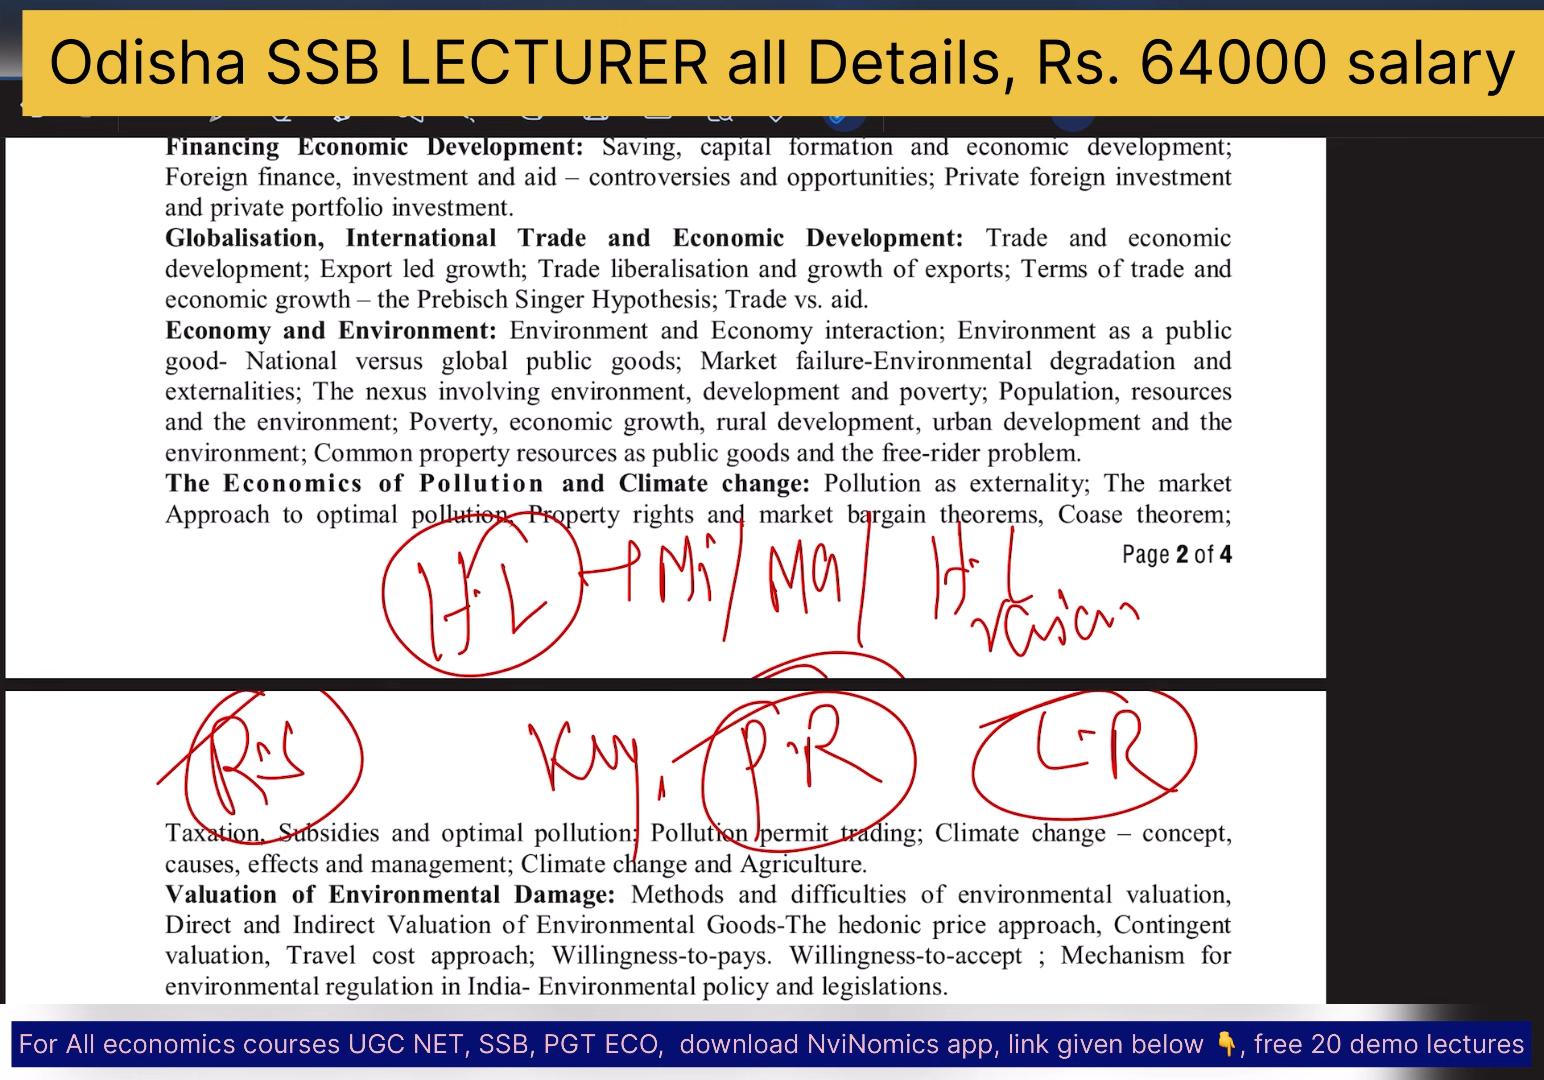 Odisha SSB LECTURER all Details, Rs. 64000 salary
Financing Economic Development: Saving, capital formation and economic development;
Foreign finance, investment and aid – controversies and opportunities; Private foreign investment
and private portfolio investment.
Globalisation, International Trade and Economic Development: Trade and economic
development; Export led growth; Trade liberalisation and growth of exports; Terms of trade and
economic growth – the Prebisch Singer Hypothesis; Trade vs. aid.
Economy and Environment: Environment and Economy interaction; Environment as a public
good- National versus global public goods; Market failure-Environmental degradation and
externalities; The nexus involving environment, development and poverty; Population, resources
and the environment; Poverty, economic growth, rural development, urban development and the
environment; Common property resources as public goods and the free-rider problem.
The Economics of Pollution and Climate change: Pollution as externality; The market
Approach to optimal pollution, Property rights and market bargain theorems, Coase theorem;
Page 2 of 4
H.L Mi/ Ma/ H.L
R.S P.R L-R
Taxation, Subsidies and optimal pollution; Pollution permit trading; Climate change – concept,
causes, effects and management; Climate change and Agriculture.
Valuation of Environmental Damage: Methods and difficulties of environmental valuation,
Direct and Indirect Valuation of Environmental Goods-The hedonic price approach, Contingent
valuation, Travel cost approach; Willingness-to-pays. Willingness-to-accept ; Mechanism for
environmental regulation in India- Environmental policy and legislations.
For All economics courses UGC NET, SSB, PGT ECO, download NviNomics app, link given below 👇, free 20 demo lectures